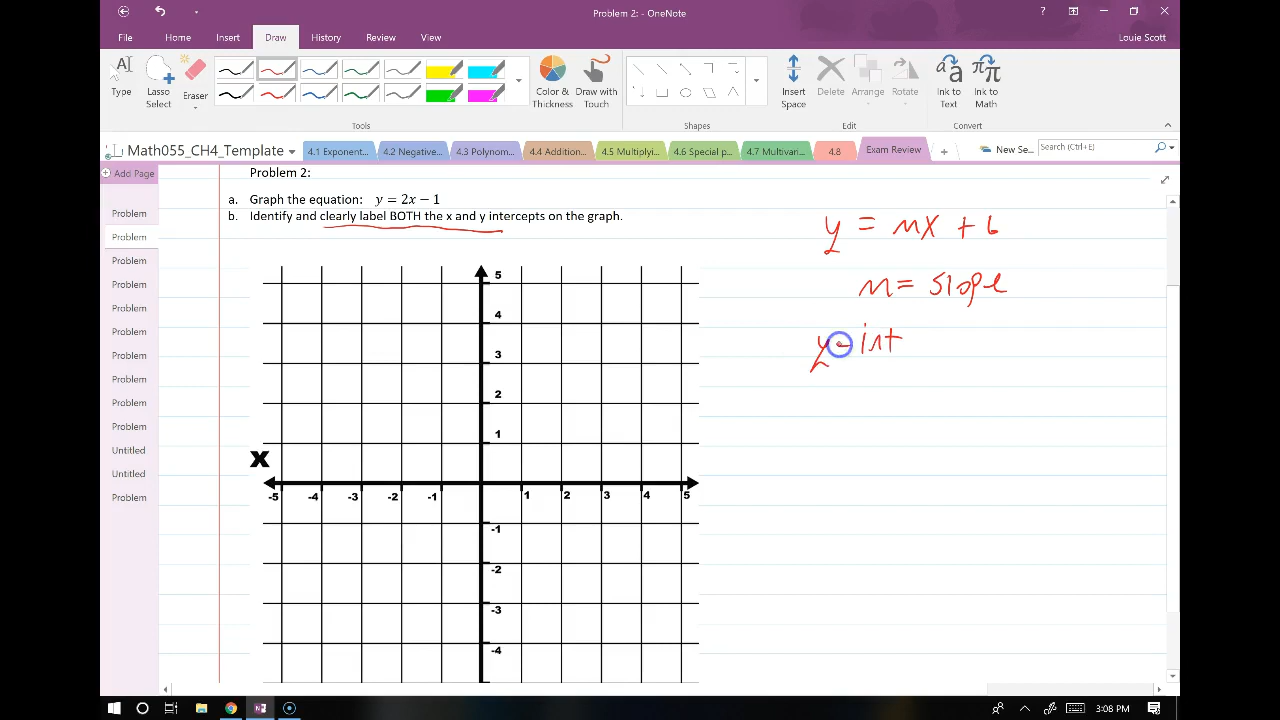 Problem 2: - OneNote
?
Louie Scott
File
Home
Insert
Draw
History
Review
View
Type
Lasso Select
Eraser
Color & Thickness
Draw with Touch
Insert Space
Delete
Arrange
Rotate
Ink to Text
Ink to Math
Tools
Shapes
Edit
Convert
Math055_CH4_Template
4.1 Exponent...
4.2 Negative...
4.3 Polynom...
4.4 Addition...
4.5 Multiplyi...
4.6 Special p...
4.7 Multivari...
4.8
Exam Review
New Se...
Search (Ctrl+E)
Add Page
Problem
Problem
Problem
Problem
Problem
Problem
Problem
Problem
Problem
Problem
Untitled
Untitled
Problem
Problem 2:
a. Graph the equation: y = 2x − 1
b. Identify and clearly label BOTH the x and y intercepts on the graph.
y = mx + b
m = slope
y-int
5
4
3
2
1
X
-5 -4 -3 -2 -1 1 2 3 4 5
-1
-2
-3
-4
3:08 PM